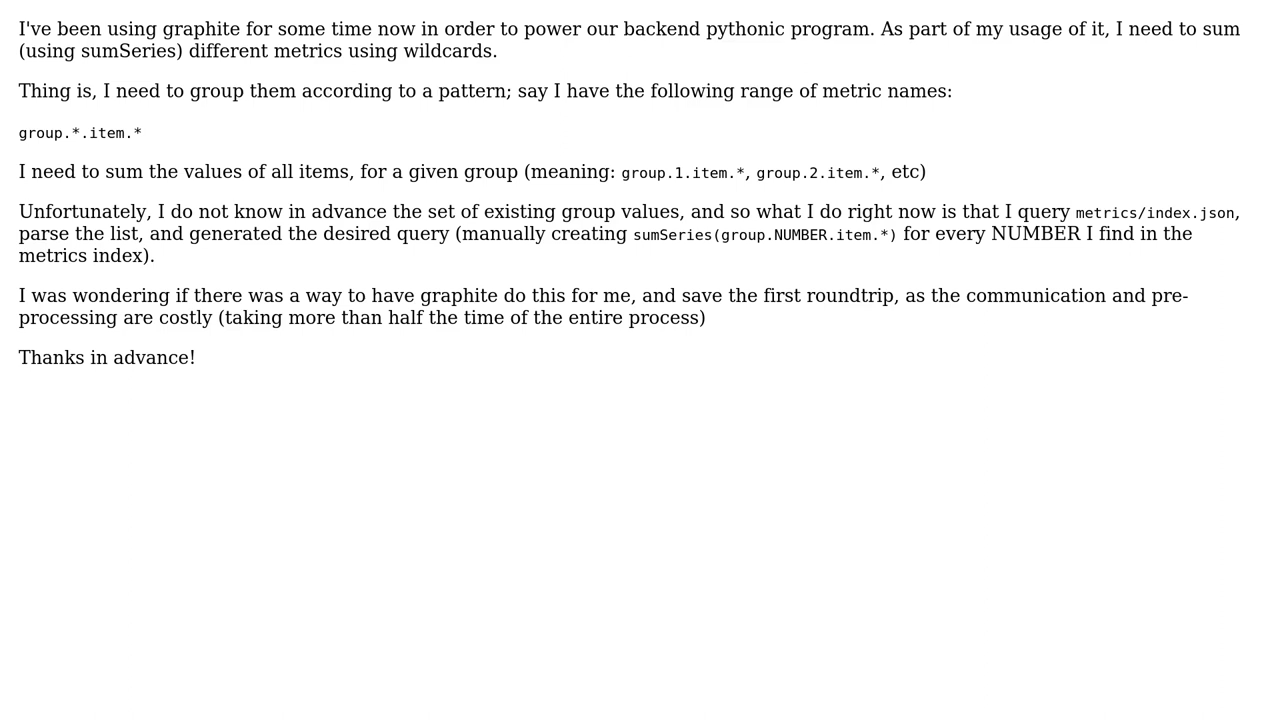 I've been using graphite for some time now in order to power our backend pythonic program. As part of my usage of it, I need to sum
(using sumSeries) different metrics using wildcards.
Thing is, I need to group them according to a pattern; say I have the following range of metric names:
group.*.item.*
I need to sum the values of all items, for a given group (meaning: group.1.item.*, group.2.item.*, etc)
Unfortunately, I do not know in advance the set of existing group values, and so what I do right now is that I query metrics/index.json,
parse the list, and generated the desired query (manually creating sumSeries(group.NUMBER.item.*) for every NUMBER I find in the
metrics index).
I was wondering if there was a way to have graphite do this for me, and save the first roundtrip, as the communication and pre-
processing are costly (taking more than half the time of the entire process)
Thanks in advance!